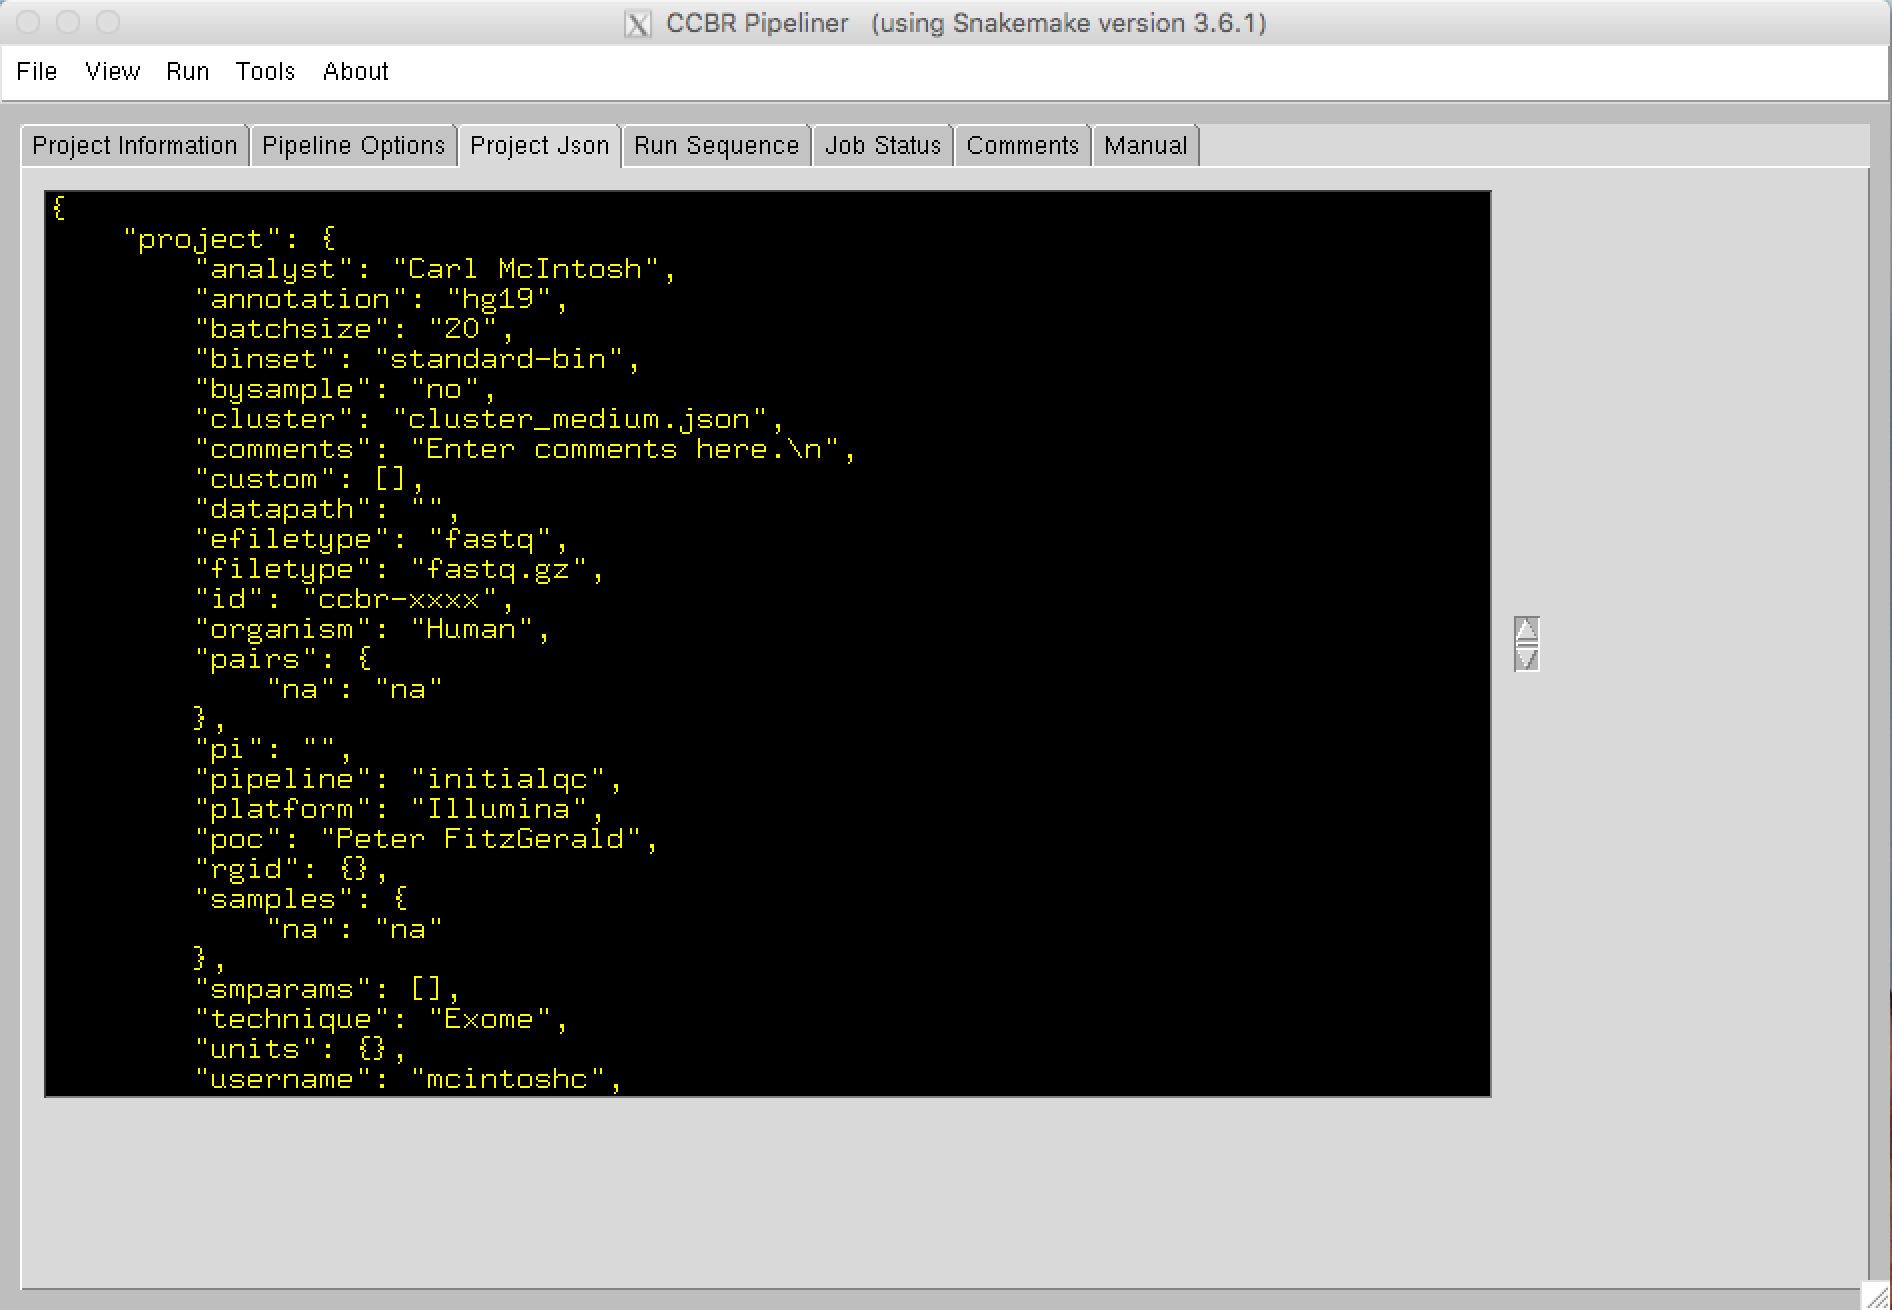 CCBR Pipeliner (using Snakemake version 3.6.1)
File View Run Tools About
Project Information Pipeline Options Project Json Run Sequence Job Status Comments Manual
{
    "project": {
        "analyst": "Carl McIntosh",
        "annotation": "hg19",
        "batchsize": "20",
        "binset": "standard-bin",
        "bysample": "no",
        "cluster": "cluster_medium.json",
        "comments": "Enter comments here.\n",
        "custom": [],
        "datapath": "",
        "efiletype": "fastq",
        "filetype": "fastq.gz",
        "id": "ccbr-xxxx",
        "organism": "Human",
        "pairs": {
            "na": "na"
        },
        "pi": "",
        "pipeline": "initialqc",
        "platform": "Illumina",
        "poc": "Peter FitzGerald",
        "rgid": {},
        "samples": {
            "na": "na"
        },
        "smparams": [],
        "technique": "Exome",
        "units": {},
        "username": "mcintoshc",